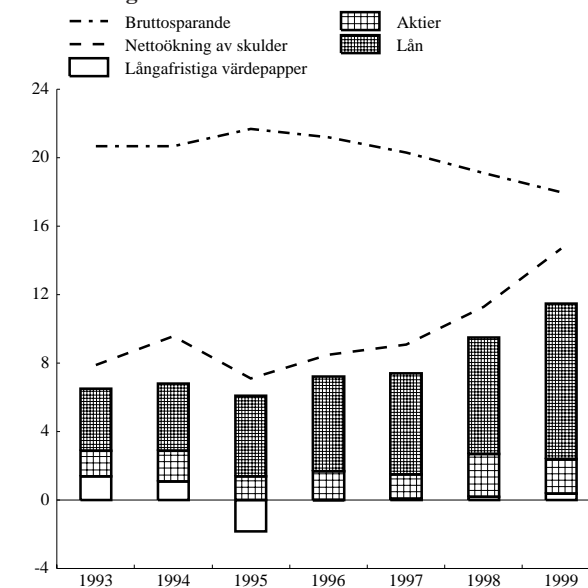 Bruttosparande
Nettoökning av skulder
Långafristiga värdepapper
Aktier
Lån
24
20
16
12
8
4
0
-4
1993 1994 1995 1996 1997 1998 1999